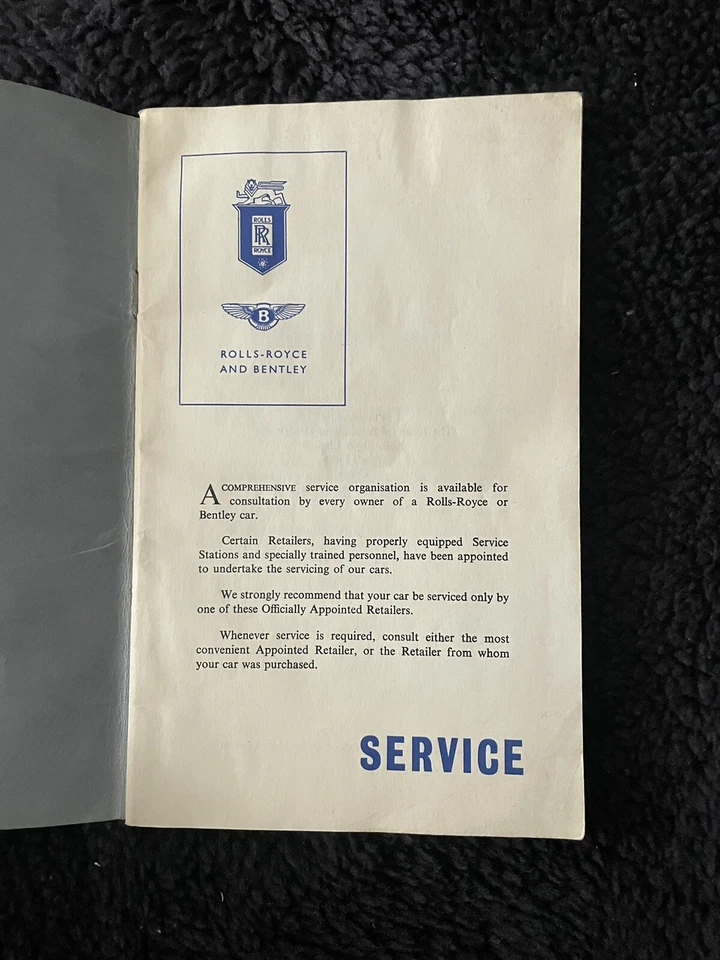 ROLLS
RR
ROYCE
B
ROLLS-ROYCE
AND BENTLEY
A COMPREHENSIVE service organisation is available for
consultation by every owner of a Rolls-Royce or
Bentley car.
Certain Retailers, having properly equipped Service
Stations and specially trained personnel, have been appointed
to undertake the servicing of our cars.
We strongly recommend that your car be serviced only by
one of these Officially Appointed Retailers.
Whenever service is required, consult either the most
convenient Appointed Retailer, or the Retailer from whom
your car was purchased.
SERVICE